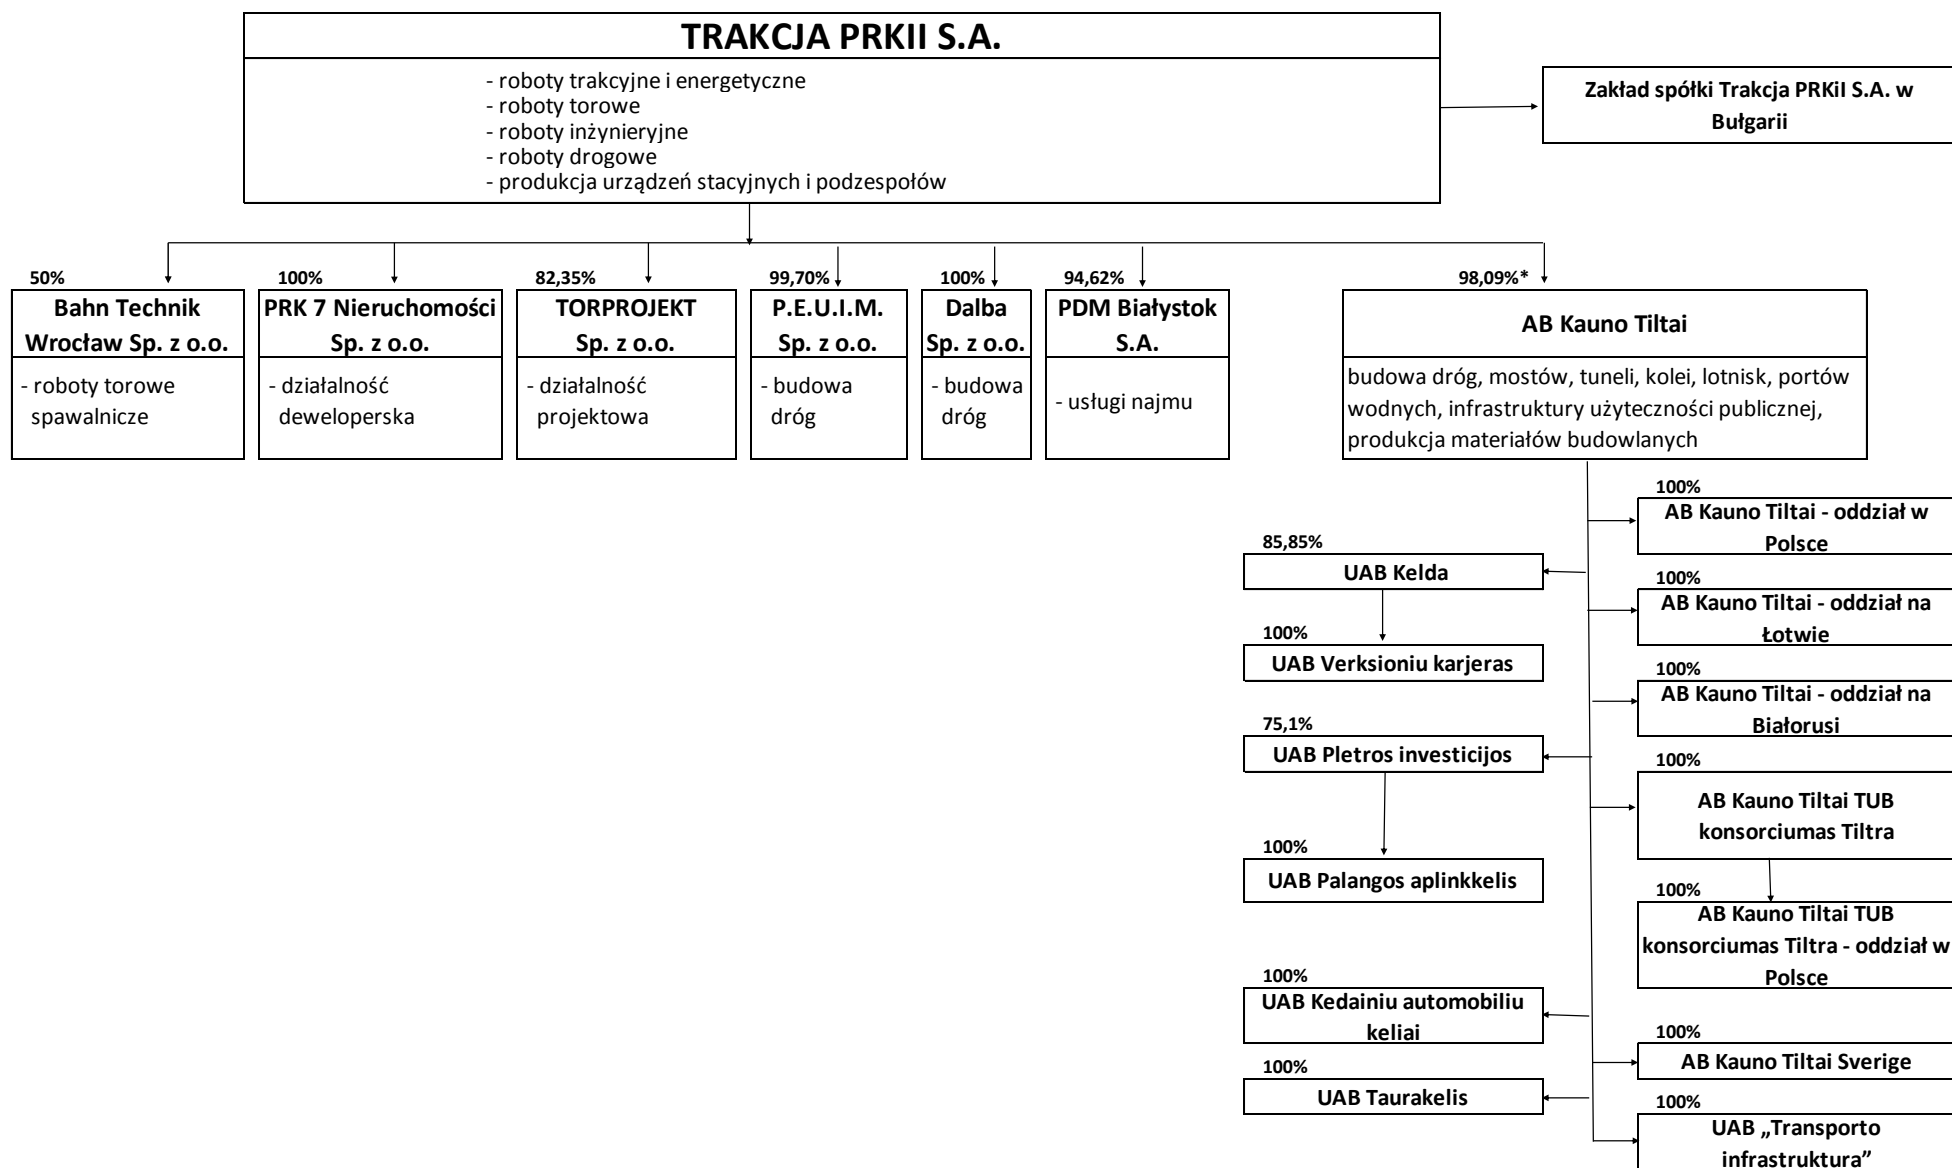 TRAKCJA PRKII S.A.
- roboty trakcyjne i energetyczne
- roboty torowe
- roboty inżynieryjne
- roboty drogowe
- produkcja urządzeń stacyjnych i podzespołów
Zakład spółki Trakcja PRKiI S.A. w
Bułgarii
50%
Bahn Technik
Wrocław Sp. z o.o.
- roboty torowe
spawalnicze
100%
PRK 7 Nieruchomości
Sp. z o.o.
- działalność
deweloperska
82,35%
TORPROJEKT
Sp. z o.o.
- działalność
projektowa
99,70%
P.E.U.I.M.
Sp. z o.o.
- budowa
dróg
100%
Dalba
Sp. z o.o.
- budowa
dróg
94,62%
PDM Białystok
S.A.
- usługi najmu
98,09%*
AB Kauno Tiltai
budowa dróg, mostów, tuneli, kolei, lotnisk, portów
wodnych, infrastruktury użyteczności publicznej,
produkcja materiałów budowlanych
85,85%
UAB Kelda
100%
UAB Verksioniu karjeras
75,1%
UAB Pletros investicijos
100%
UAB Palangos aplinkkelis
100%
UAB Kedainiu automobiliu
keliai
100%
UAB Taurakelis
100%
AB Kauno Tiltai - oddział w
Polsce
100%
AB Kauno Tiltai - oddział na
Łotwie
100%
AB Kauno Tiltai - oddział na
Białorusi
100%
AB Kauno Tiltai TUB
konsorciumas Tiltra
100%
AB Kauno Tiltai TUB
konsorciumas Tiltra - oddział w
Polsce
100%
AB Kauno Tiltai Sverige
100%
UAB „Transporto
infrastruktura”